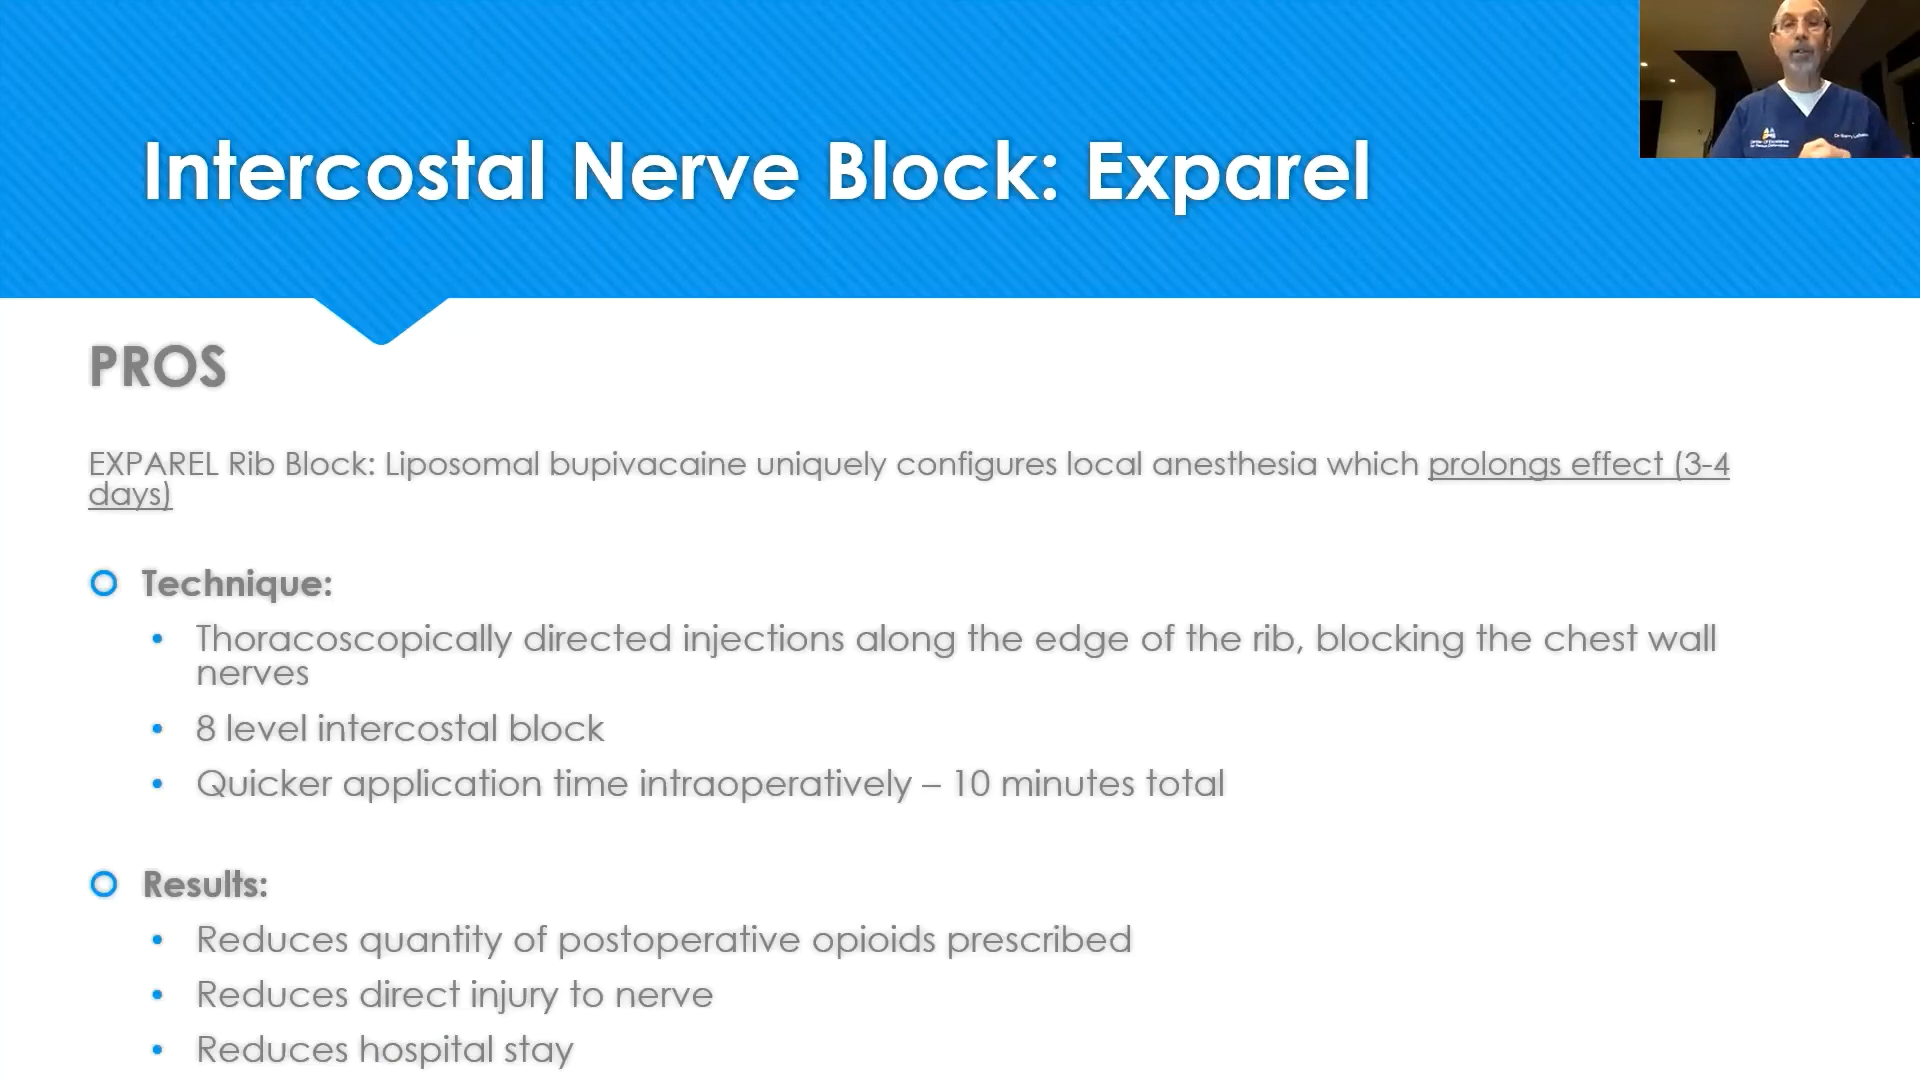 Intercostal Nerve Block: Exparel
PROS
EXPAREL Rib Block: Liposomal bupivacaine uniquely configures local anesthesia which prolongs effect (3-4
days)
Technique:
Thoracoscopically directed injections along the edge of the rib, blocking the chest wall
nerves
8 level intercostal block
Quicker application time intraoperatively – 10 minutes total
Results:
Reduces quantity of postoperative opioids prescribed
Reduces direct injury to nerve
Reduces hospital stay